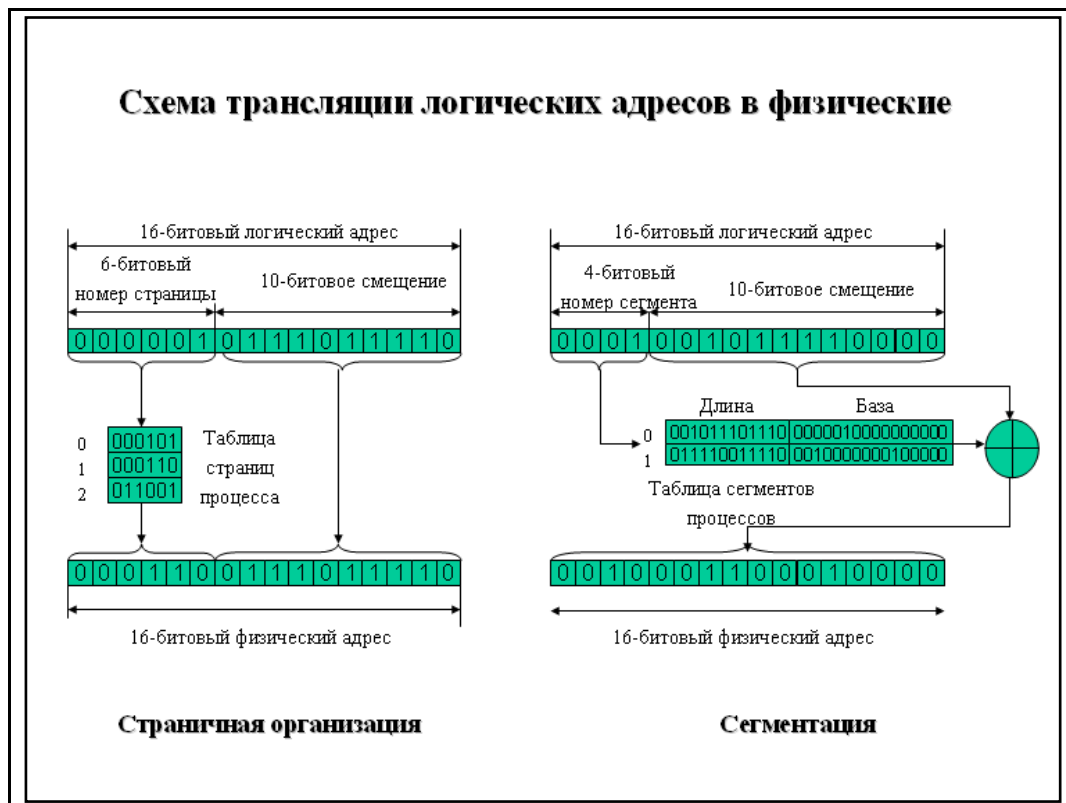 Схема трансляции логических адресов в физические
16-битовый логический адрес
6-битовый
номер страницы
10-битовое смещение
0 0 0 0 0 1 0 1 1 1 0 1 1 1 1 0
0 000101
1 000110
2 011001
Таблица
страниц
процесса
0 0 0 1 1 0 0 1 1 1 0 1 1 1 1 0
16-битовый физический адрес
Страничная организация
16-битовый логический адрес
4-битовый
номер сегмента
10-битовое смещение
0 0 0 1 0 0 1 0 1 1 1 1 0 0 0 0
Длина База
0 001011101110 0000010000000000
1 011110011110 0010000000100000
Таблица сегментов
процессов
0 0 1 0 0 0 1 1 0 0 0 1 0 0 0 0
16-битовый физический адрес
Сегментация